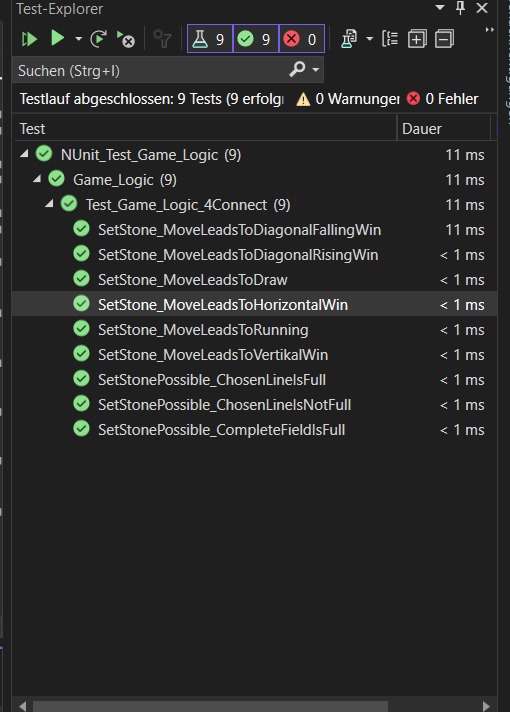 Test-Explorer
9 9 0
Suchen (Strg+I)
Testlauf abgeschlossen: 9 Tests (9 erfolgr 0 Warnungen 0 Fehler
Test Dauer
NUnit_Test_Game_Logic (9) 11 ms
Game_Logic (9) 11 ms
Test_Game_Logic_4Connect (9) 11 ms
SetStone_MoveLeadsToDiagonalFallingWin 11 ms
SetStone_MoveLeadsToDiagonalRisingWin < 1 ms
SetStone_MoveLeadsToDraw < 1 ms
SetStone_MoveLeadsToHorizontalWin < 1 ms
SetStone_MoveLeadsToRunning < 1 ms
SetStone_MoveLeadsToVertikalWin < 1 ms
SetStonePossible_ChosenLineIsFull < 1 ms
SetStonePossible_ChosenLineIsNotFull < 1 ms
SetStonePossible_CompleteFieldIsFull < 1 ms